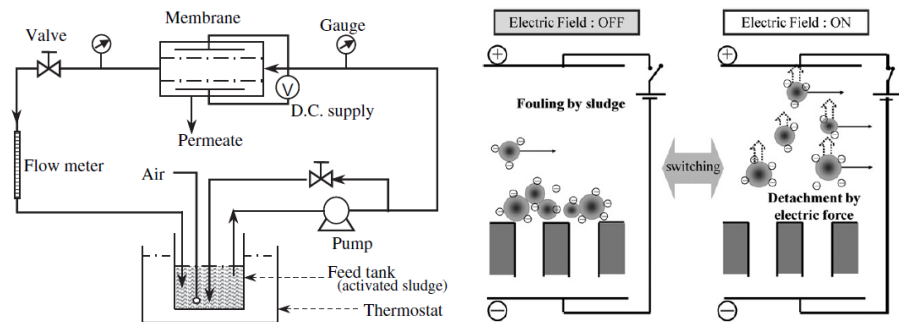 Membrane
Valve
Gauge
V
D.C. supply
Permeate
Flow meter
Air
Pump
Feed tank
(activated sludge)
Thermostat
Electric Field : OFF
+
Fouling by sludge
−
switching
Electric Field : ON
+
Detachment by
electric force
−